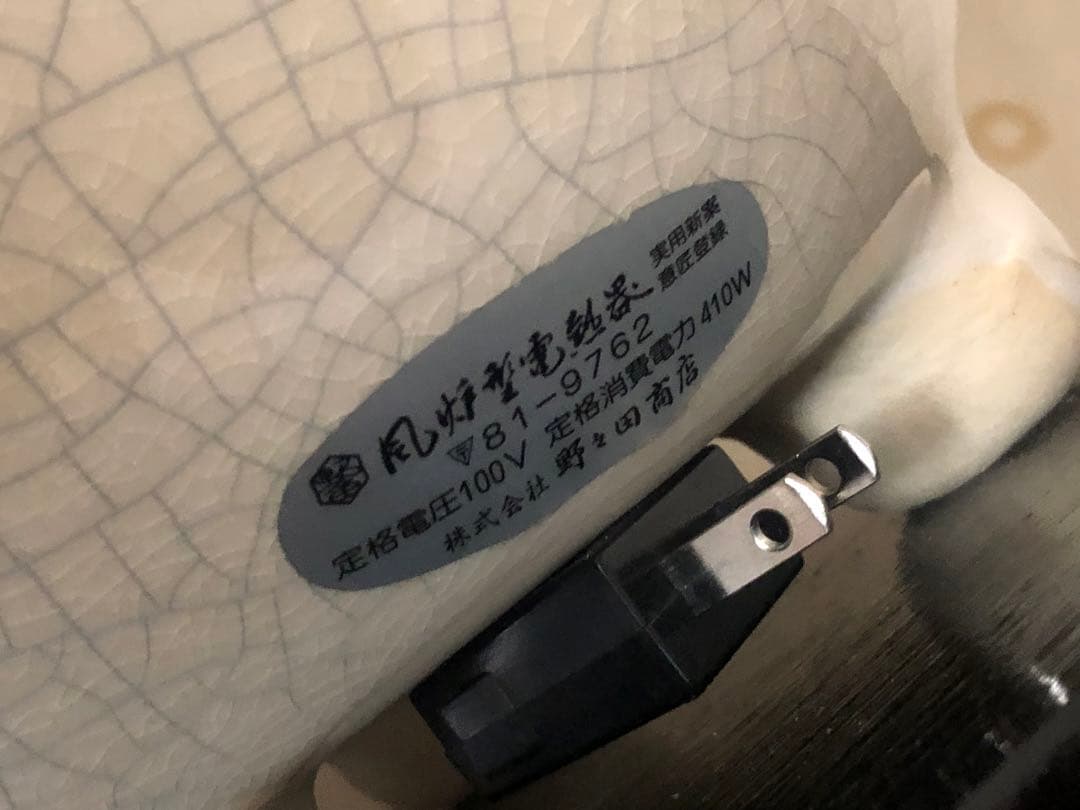 実用新案
意匠登録
風炉型電熱器
▽81-9762
定格電圧100V 定格消費電力410W
株式会社 野々田商店